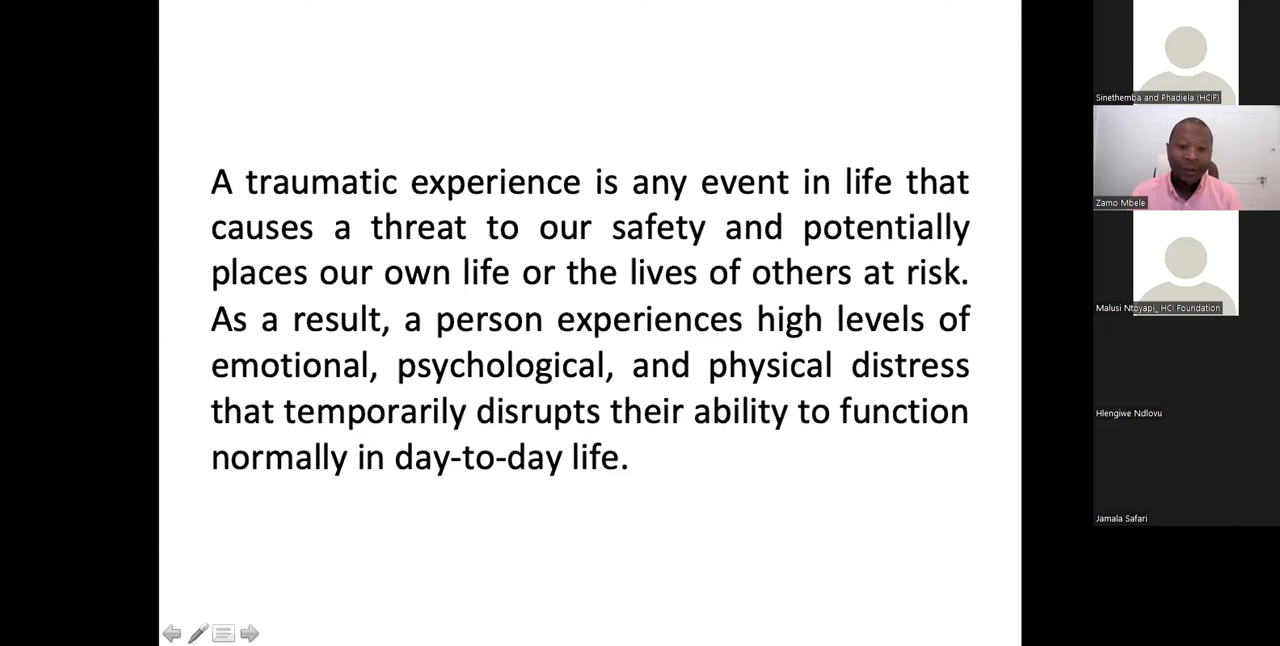 A traumatic experience is any event in life that
causes a threat to our safety and potentially
places our own life or the lives of others at risk.
As a result, a person experiences high levels of
emotional, psychological, and physical distress
that temporarily disrupts their ability to function
normally in day-to-day life.
Sinethemba and Phadiela (HCIF)
Zamo Mbele
Malusi Ntoyapi_ HCI Foundation
Hlengiwe Ndlovu
Jamala Safari